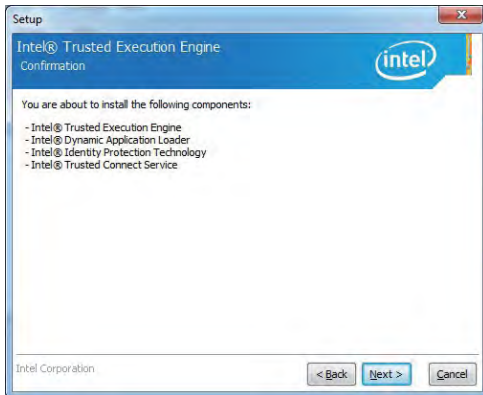 Setup
Intel® Trusted Execution Engine
Confirmation
intel
You are about to install the following components:
- Intel® Trusted Execution Engine
- Intel® Dynamic Application Loader
- Intel® Identity Protection Technology
- Intel® Trusted Connect Service
Intel Corporation
< Back
Next >
Cancel